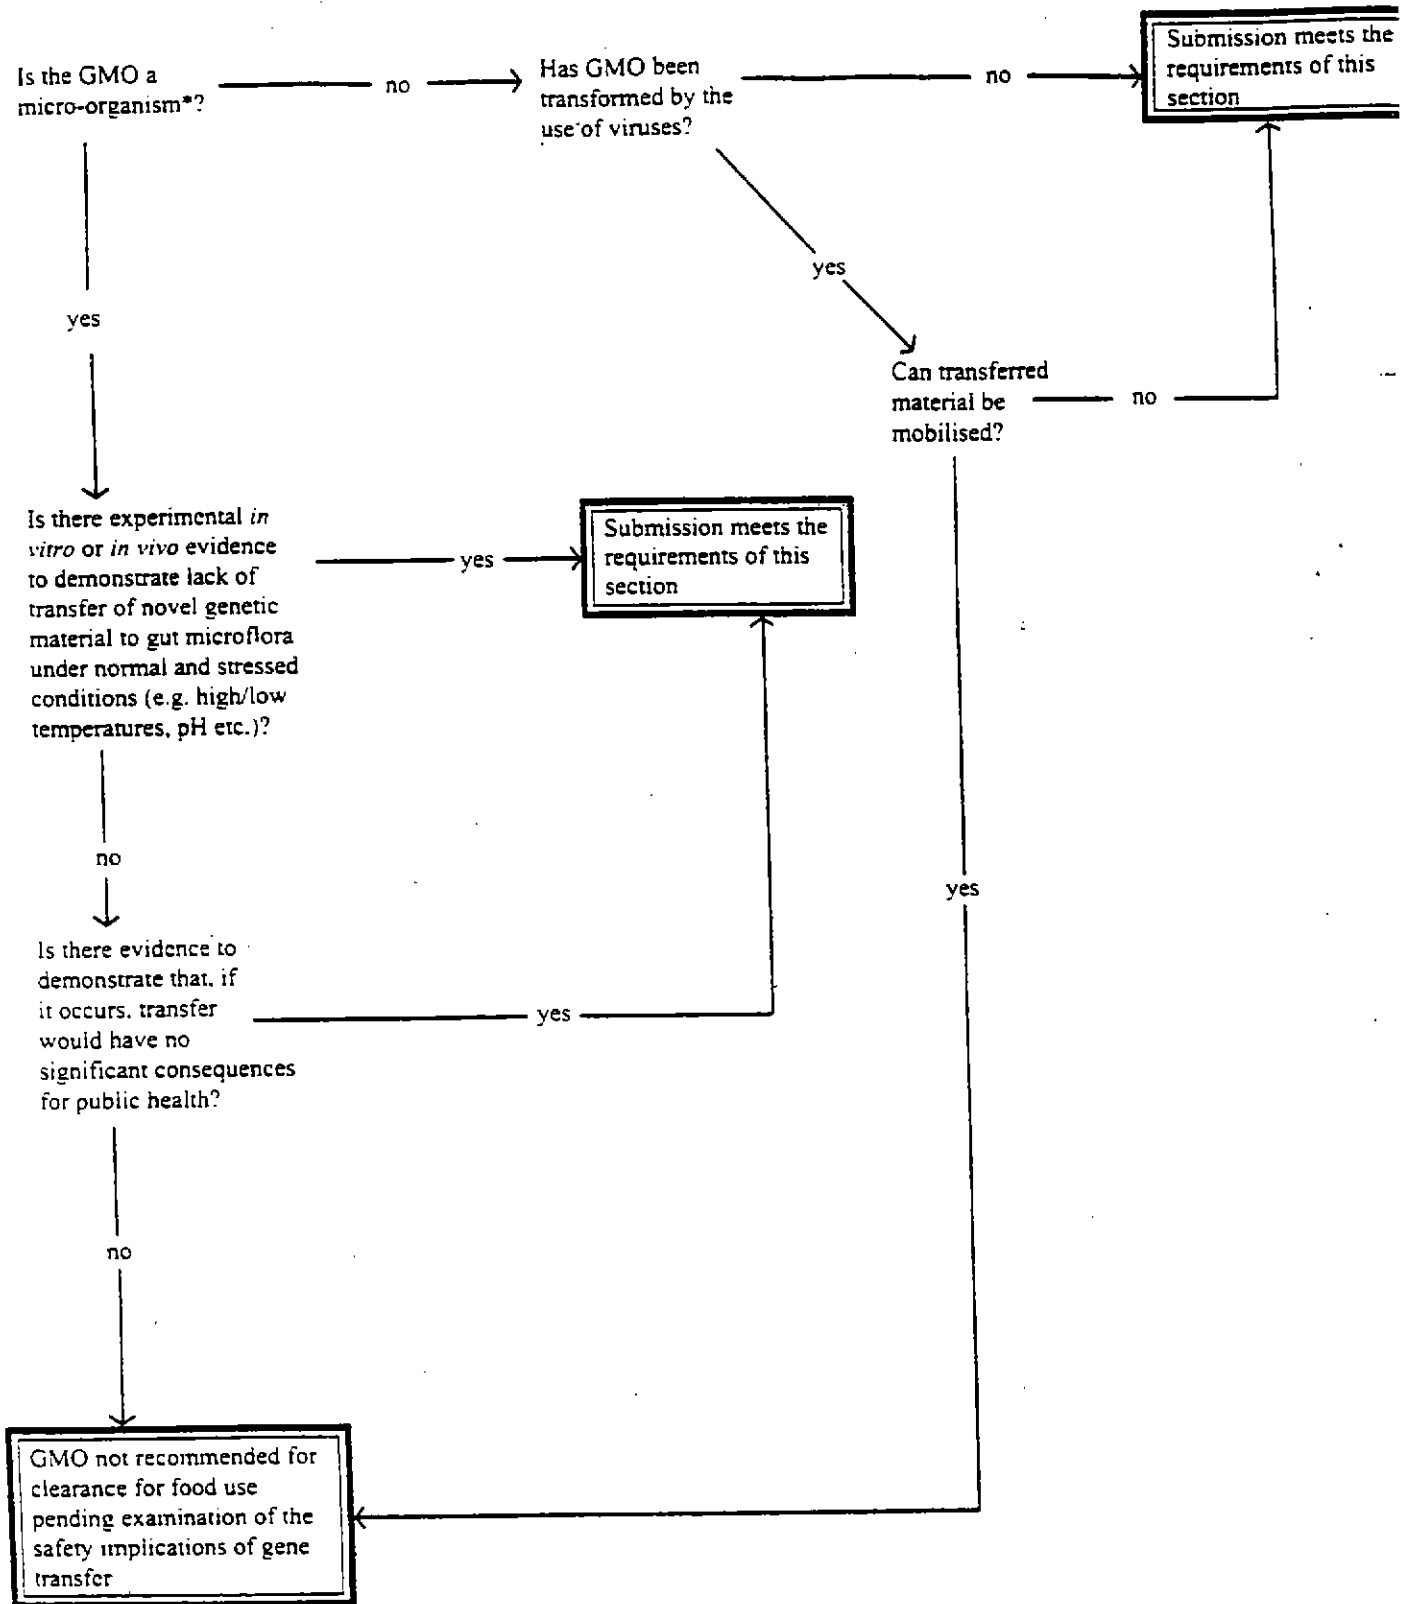 Is the GMO a
micro-organism*?
no
Has GMO been
transformed by the
use of viruses?
no
Submission meets the
requirements of this
section
yes
yes
Can transferred
material be
mobilised?
no
Is there experimental in
vitro or in vivo evidence
to demonstrate lack of
transfer of novel genetic
material to gut microflora
under normal and stressed
conditions (e.g. high/low
temperatures, pH etc.)?
yes
Submission meets the
requirements of this
section
no
yes
Is there evidence to
demonstrate that, if
it occurs, transfer
would have no
significant consequences
for public health?
yes
no
GMO not recommended for
clearance for food use
pending examination of the
safety implications of gene
transfer